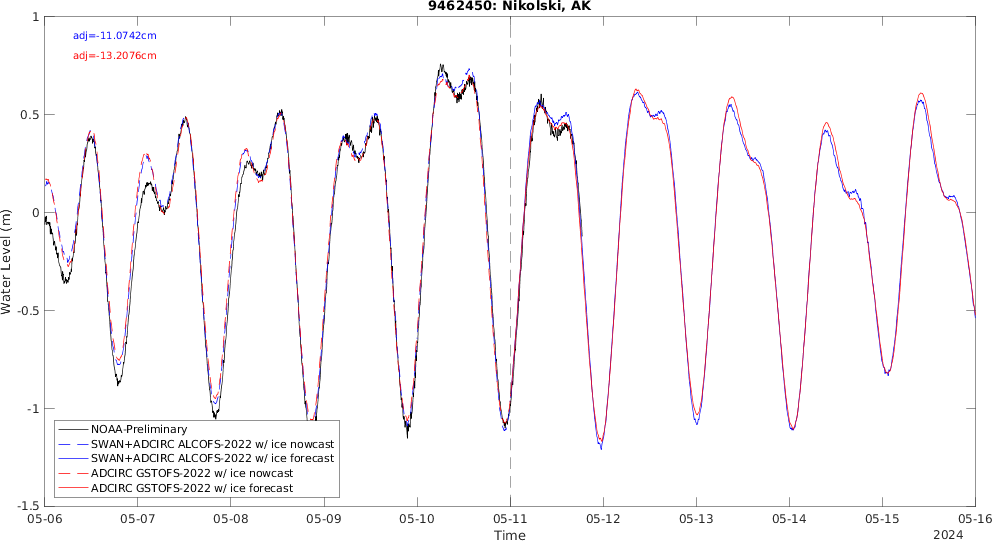 9462450: Nikolski, AK
adj=-11.0742cm
adj=-13.2076cm
Water Level (m)
1
0.5
0
-0.5
-1
-1.5
NOAA-Preliminary
SWAN+ADCIRC ALCOFS-2022 w/ ice nowcast
SWAN+ADCIRC ALCOFS-2022 w/ ice forecast
ADCIRC GSTOFS-2022 w/ ice nowcast
ADCIRC GSTOFS-2022 w/ ice forecast
05-06 05-07 05-08 05-09 05-10 05-11 05-12 05-13 05-14 05-15 05-16
Time
2024